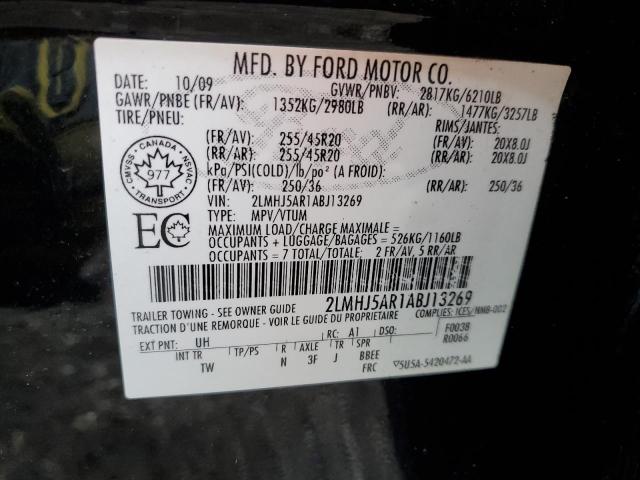 MFD. BY FORD MOTOR CO.
DATE: 10/09 GVWR/PNBV: 2817KG/6210LB
GAWR/PNBE (FR/AV): 1352KG/2980LB (RR/AR): 1477KG/3257LB
TIRE/PNEU: RIMS/JANTES:
(FR/AV): 255/45R20 (FR/AV): 20X8.0J
(RR/AR): 255/45R20 (RR/AR): 20X8.0J
kPg/PSI(COLD)/lb/po² (A FROID):
(FR/AV): 250/36 (RR/AR): 250/36
CMVSS - CANADA - NSVAC
977
TRANSPORT
VIN: 2LMHJ5AR1ABJ13269
TYPE: MPV/VTUM
EC
MAXIMUM LOAD/CHARGE MAXIMALE =
OCCUPANTS + LUGGAGE/BAGAGES = 526KG/1160LB
OCCUPANTS = 7 TOTAL/TOTALE: 2 FR/AV, 5 RR/AR
2LMHJ5AR1ABJ13269
TRAILER TOWING - SEE OWNER GUIDE
TRACTION D'UNE REMORQUE - VOIR LE GUIDE DU PROPRIETAIRE COMPLIES: ICES/NMB-002
EXT PNT: UH RC: A1 DSO: F0038
R0066
INT TR TP/PS R AXLE TR SPR
TW N 3F J BBEE
FRC 5U5A-5420472-AA